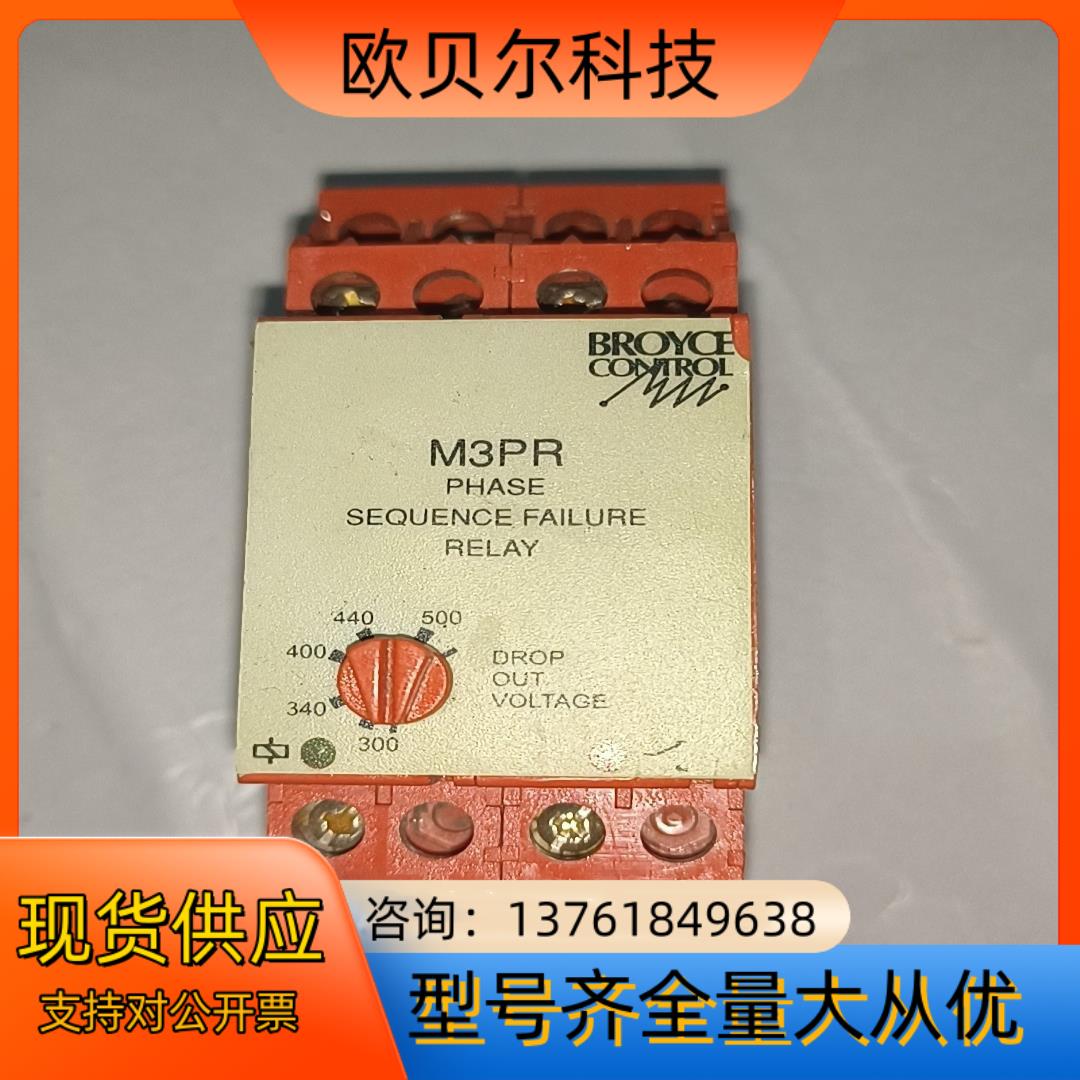 欧贝尔科技
BROYCE
CONTROL
M3PR
PHASE
SEQUENCE FAILURE
RELAY
440 500
400
340
300
DROP
OUT
VOLTAGE
现货供应
支持对公开票
咨询：13761849638
型号齐全量大从优